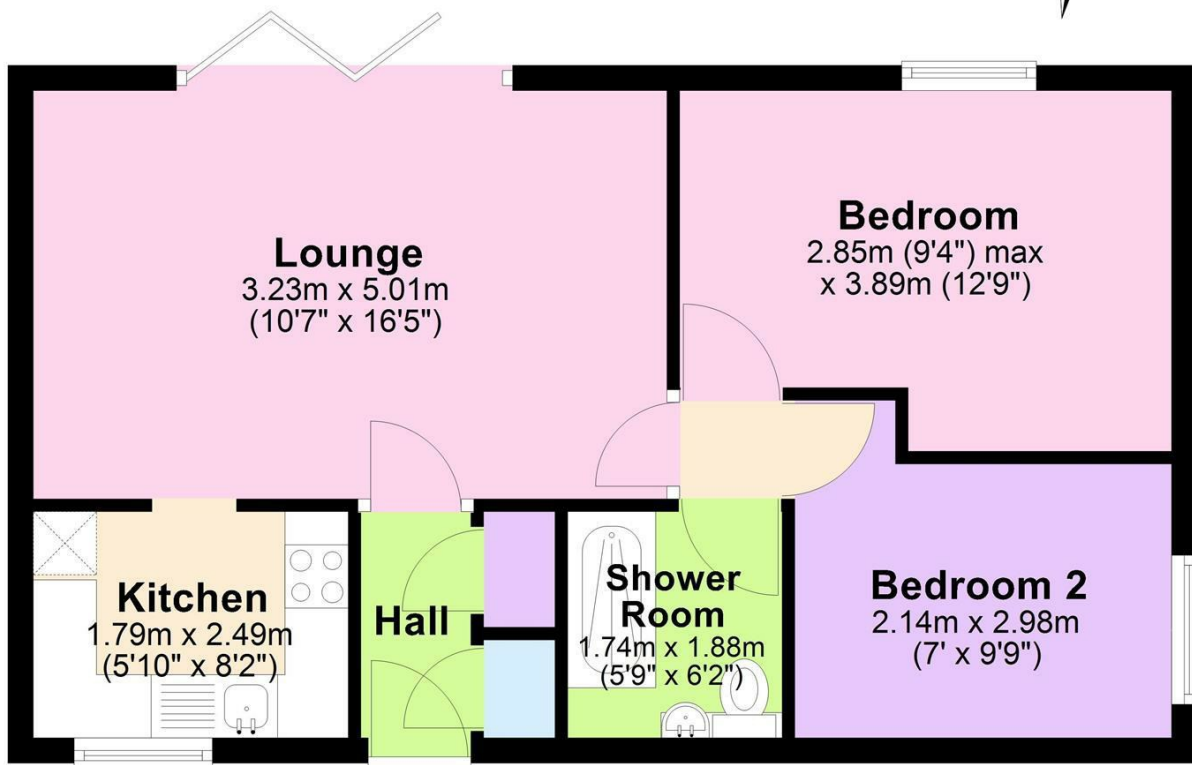 Lounge
3.23m x 5.01m
(10'7" x 16'5")
Bedroom
2.85m (9'4") max
x 3.89m (12'9")
Kitchen
1.79m x 2.49m
(5'10" x 8'2")
Hall
Shower
Room
1.74m x 1.88m
(5'9" x 6'2")
Bedroom 2
2.14m x 2.98m
(7' x 9'9")